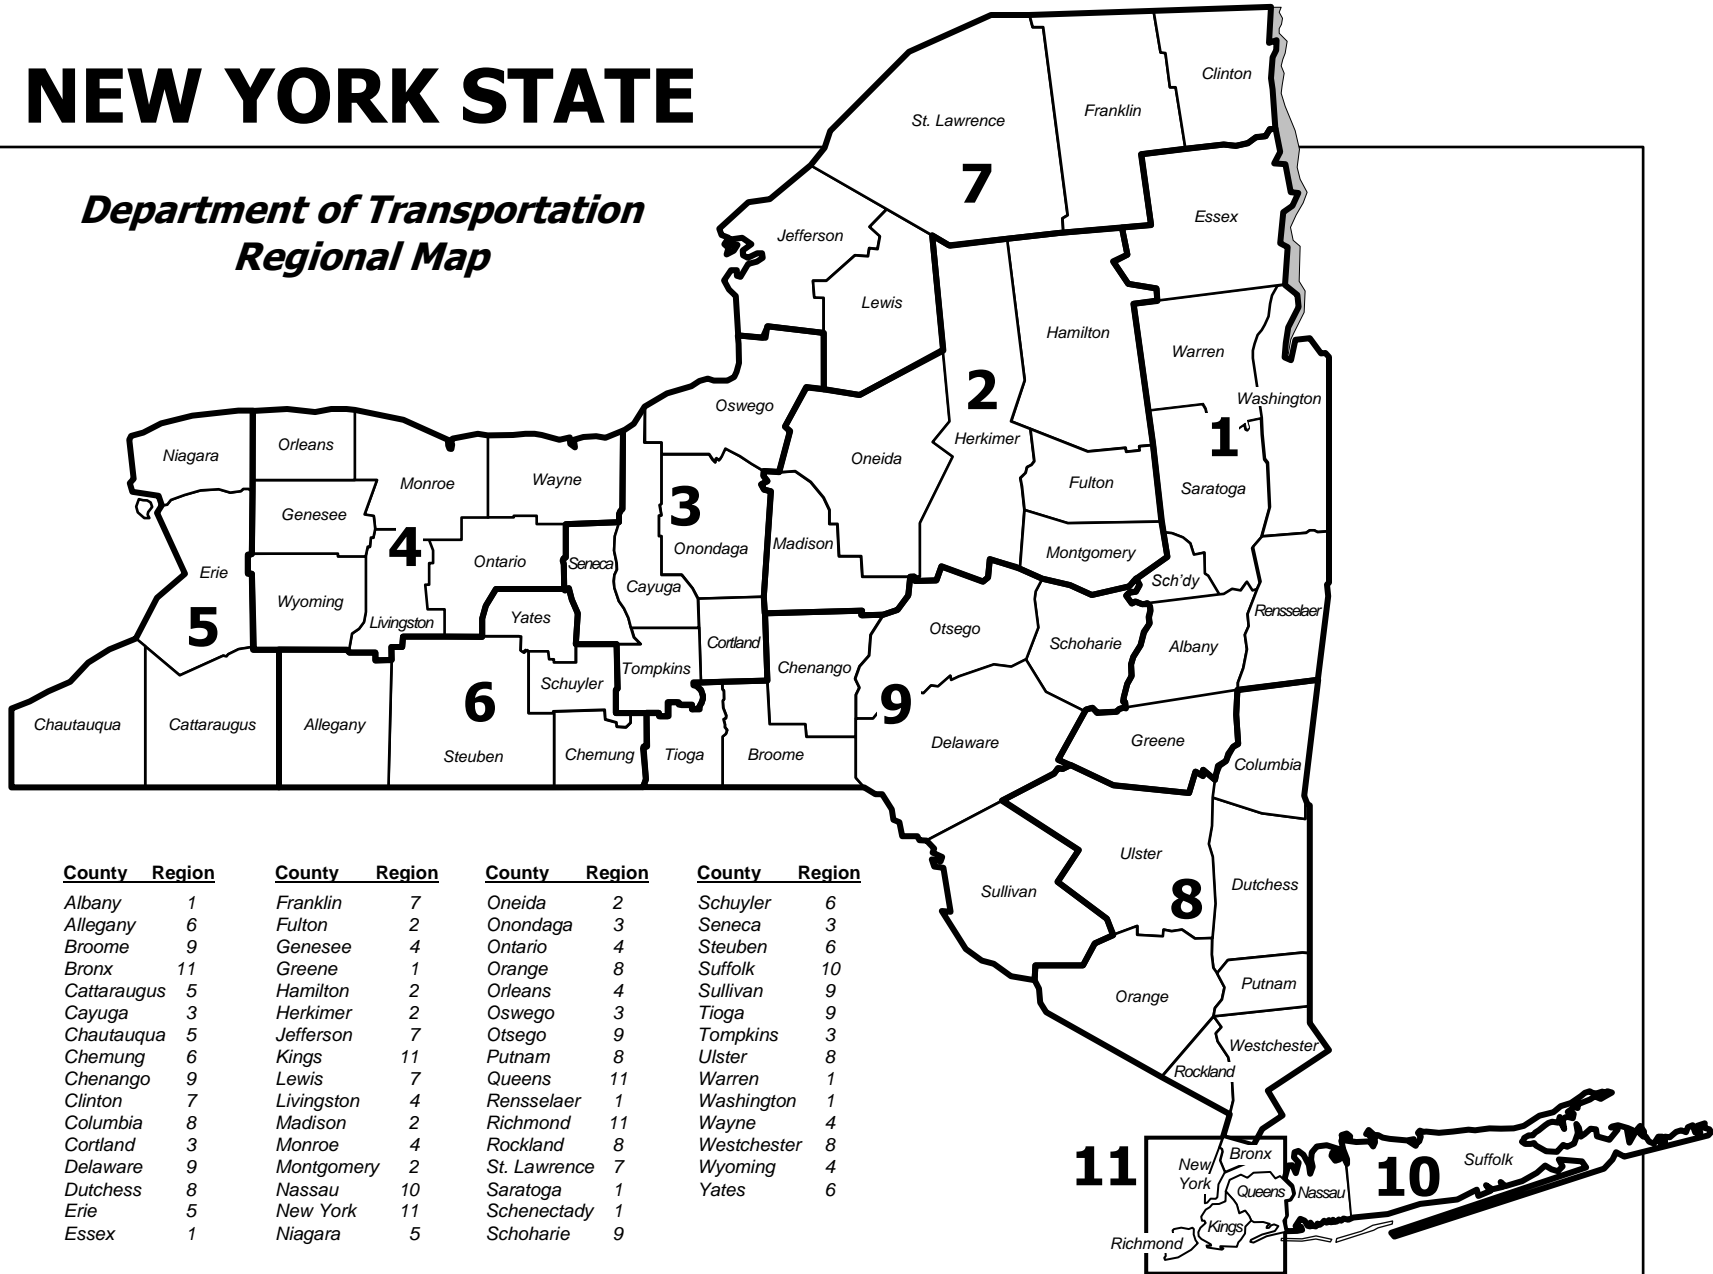 NEW YORK STATE
Department of Transportation
Regional Map
Clinton
Franklin
St. Lawrence
7
Essex
Jefferson
Lewis
Hamilton
Warren
2
Washington
Oswego
1
Herkimer
Orleans
Niagara
Oneida
Wayne
Monroe
Fulton
Saratoga
3
Genesee
4
Onondaga
Madison
Montgomery
Ontario
Seneca
Erie
Sch'dy
Cayuga
Wyoming
Rensselaer
Yates
Livingston
5
Otsego
Cortland
Schoharie
Albany
Tompkins
Chenango
Schuyler
6
9
Chautauqua
Cattaraugus
Allegany
Delaware
Greene
Steuben
Chemung
Tioga
Broome
Columbia
Ulster
Dutchess
Sullivan
8
Putnam
Orange
Westchester
Rockland
11
Bronx
New
York
Suffolk
10
Queens
Nassau
Kings
Richmond
County Region County Region County Region County Region
Albany 1 Franklin 7 Oneida 2 Schuyler 6
Allegany 6 Fulton 2 Onondaga 3 Seneca 3
Broome 9 Genesee 4 Ontario 4 Steuben 6
Bronx 11 Greene 1 Orange 8 Suffolk 10
Cattaraugus 5 Hamilton 2 Orleans 4 Sullivan 9
Cayuga 3 Herkimer 2 Oswego 3 Tioga 9
Chautauqua 5 Jefferson 7 Otsego 9 Tompkins 3
Chemung 6 Kings 11 Putnam 8 Ulster 8
Chenango 9 Lewis 7 Queens 11 Warren 1
Clinton 7 Livingston 4 Rensselaer 1 Washington 1
Columbia 8 Madison 2 Richmond 11 Wayne 4
Cortland 3 Monroe 4 Rockland 8 Westchester 8
Delaware 9 Montgomery 2 St. Lawrence 7 Wyoming 4
Dutchess 8 Nassau 10 Saratoga 1 Yates 6
Erie 5 New York 11 Schenectady 1
Essex 1 Niagara 5 Schoharie 9